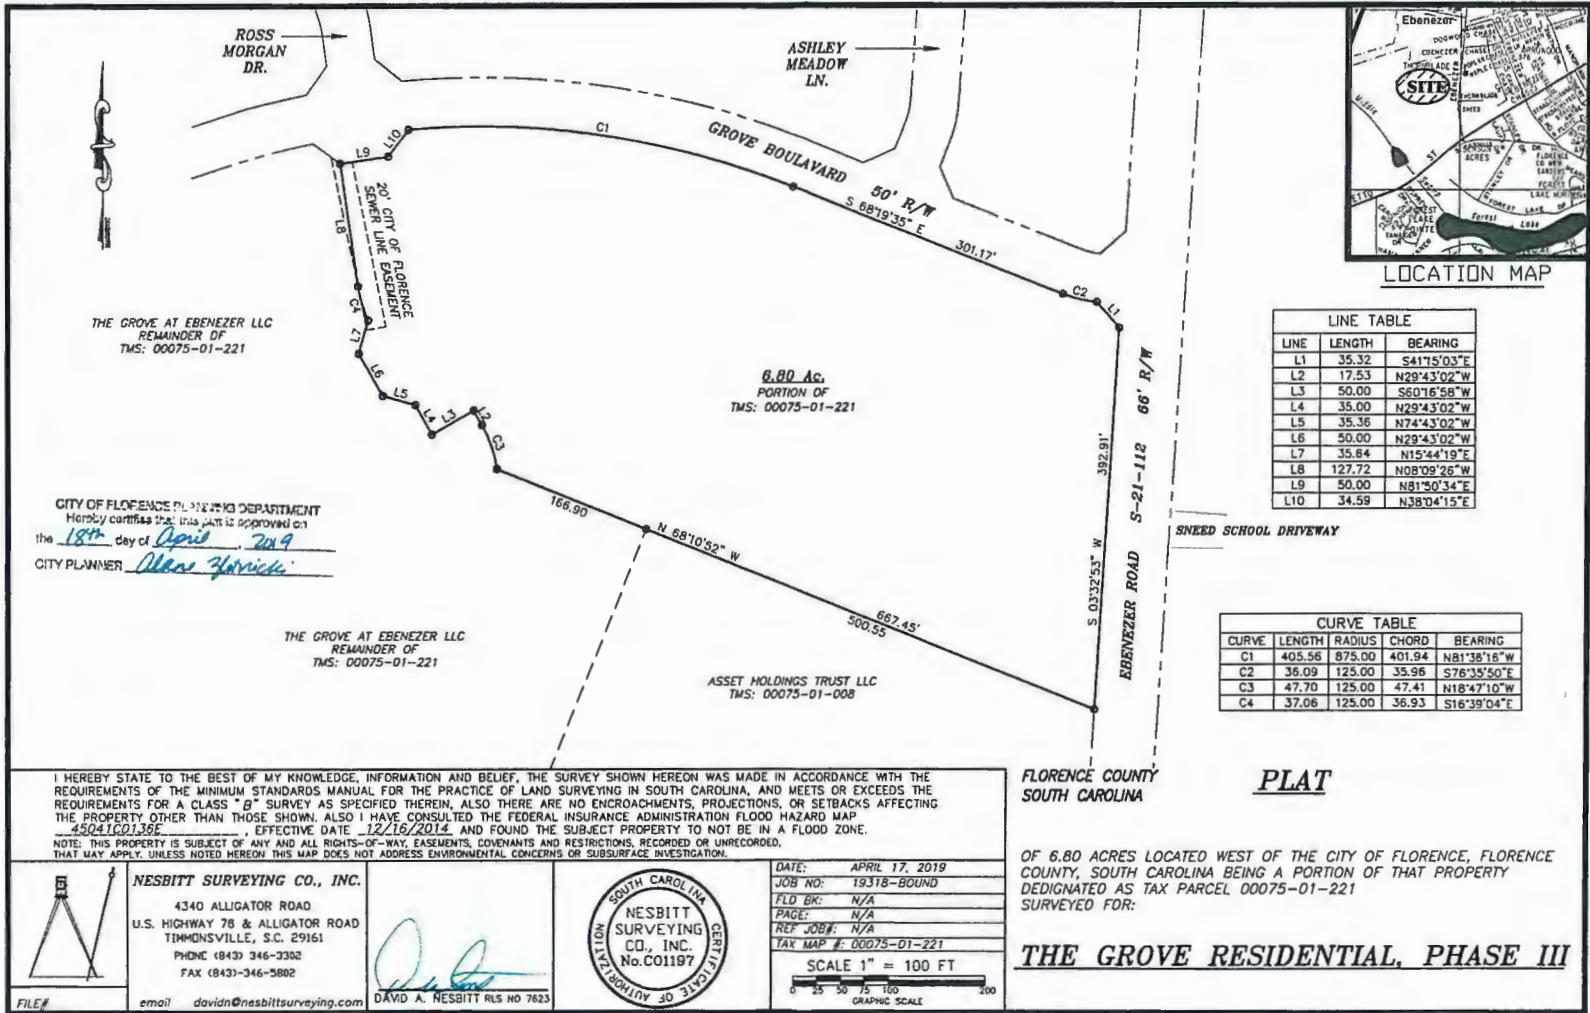 ROSS
MORGAN
DR.
ASHLEY
MEADOW
LN.
Ebenezer
SITE
LOCATION MAP
C1
L10
L9
GROVE BOULAVARD
50' R/W
S 68°19'35" E
301.17'
C2
L1
20' CITY OF FLORENCE
SEWER LINE EASEMENT
L8
C4
L7
L6
L5
L4
L3
L2
C3
THE GROVE AT EBENEZER LLC
REMAINDER OF
TMS: 00075-01-221
6.80 Ac.
PORTION OF
TMS: 00075-01-221
392.91'
S 03°32'53" W
EBENEZER ROAD S-21-112 66' R/W
SNEED SCHOOL DRIVEWAY
166.90
N 68°10'52" W
667.45'
500.55
LINE TABLE
LINE LENGTH BEARING
L1 35.32 S41°15'03"E
L2 17.53 N29°43'02"W
L3 50.00 S60°16'58"W
L4 35.00 N29°43'02"W
L5 35.36 N74°43'02"W
L6 50.00 N29°43'02"W
L7 35.64 N15°44'19"E
L8 127.72 N08°09'26"W
L9 50.00 N81°50'34"E
L10 34.59 N38°04'15"E
CITY OF FLORENCE PLANNING DEPARTMENT
Hereby certifies that this plat is approved on
the 18th day of April, 2019
CITY PLANNER
THE GROVE AT EBENEZER LLC
REMAINDER OF
TMS: 00075-01-221
ASSET HOLDINGS TRUST LLC
TMS: 00075-01-008
CURVE TABLE
CURVE LENGTH RADIUS CHORD BEARING
C1 405.56 875.00 401.94 N81°36'16"W
C2 36.09 125.00 35.96 S76°35'50"E
C3 47.70 125.00 47.41 N18°47'10"W
C4 37.06 125.00 36.93 S16°39'04"E
I HEREBY STATE TO THE BEST OF MY KNOWLEDGE, INFORMATION AND BELIEF, THE SURVEY SHOWN HEREON WAS MADE IN ACCORDANCE WITH THE
REQUIREMENTS OF THE MINIMUM STANDARDS MANUAL FOR THE PRACTICE OF LAND SURVEYING IN SOUTH CAROLINA, AND MEETS OR EXCEEDS THE
REQUIREMENTS FOR A CLASS "B" SURVEY AS SPECIFIED THEREIN, ALSO THERE ARE NO ENCROACHMENTS, PROJECTIONS, OR SETBACKS AFFECTING
THE PROPERTY OTHER THAN THOSE SHOWN. ALSO I HAVE CONSULTED THE FEDERAL INSURANCE ADMINISTRATION FLOOD HAZARD MAP
45041C0136E, EFFECTIVE DATE 12/16/2014 AND FOUND THE SUBJECT PROPERTY TO NOT BE IN A FLOOD ZONE.
NOTE: THIS PROPERTY IS SUBJECT OF ANY AND ALL RIGHTS-OF-WAY, EASEMENTS, COVENANTS AND RESTRICTIONS, RECORDED OR UNRECORDED,
THAT MAY APPLY. UNLESS NOTED HEREON THIS MAP DOES NOT ADDRESS ENVIRONMENTAL CONCERNS OR SUBSURFACE INVESTIGATION.
FLORENCE COUNTY
SOUTH CAROLINA
PLAT
OF 6.80 ACRES LOCATED WEST OF THE CITY OF FLORENCE, FLORENCE
COUNTY, SOUTH CAROLINA BEING A PORTION OF THAT PROPERTY
DEDIGNATED AS TAX PARCEL 00075-01-221
SURVEYED FOR:
THE GROVE RESIDENTIAL, PHASE III
FILE#
NESBITT SURVEYING CO., INC.
4340 ALLIGATOR ROAD
U.S. HIGHWAY 76 & ALLIGATOR ROAD
TIMMONSVILLE, S.C. 29161
PHONE (843) 346-3302
FAX (843)-346-5802
email davidn@nesbittsurveying.com
DAVID A. NESBITT RLS NO 7623
SOUTH CAROLINA
CERTIFICATE OF AUTHORIZATION
NESBITT
SURVEYING
CO., INC.
No.C01197
DATE: APRIL 17, 2019
JOB NO: 19318-BOUND
FLD BK: N/A
PAGE: N/A
REF JOB#: N/A
TAX MAP #: 00075-01-221
SCALE 1" = 100 FT
0 25 50 75 100 200
GRAPHIC SCALE